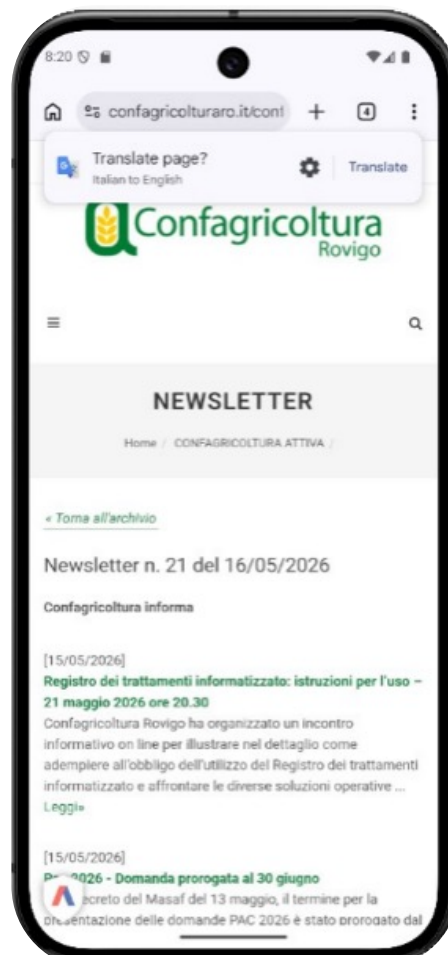 8:20
confagricolturaro.it/conf
4
Translate page?
Italian to English
Translate
Confagricoltura
Rovigo
NEWSLETTER
Home / CONFAGRICOLTURA ATTIVA /
« Torna all'archivio
Newsletter n. 21 del 16/05/2026
Confagricoltura informa
[15/05/2026]
Registro dei trattamenti informatizzato: istruzioni per l'uso –
21 maggio 2026 ore 20.30
Confagricoltura Rovigo ha organizzato un incontro
informativo on line per illustrare nel dettaglio come
adempiere all'obbligo dell'utilizzo del Registro dei trattamenti
informatizzato e affrontare le diverse soluzioni operative ...
Leggi»
[15/05/2026]
2026 - Domanda prorogata al 30 giugno
ecreto del Masaf del 13 maggio, il termine per la
presentazione delle domande PAC 2026 è stato prorogato dal